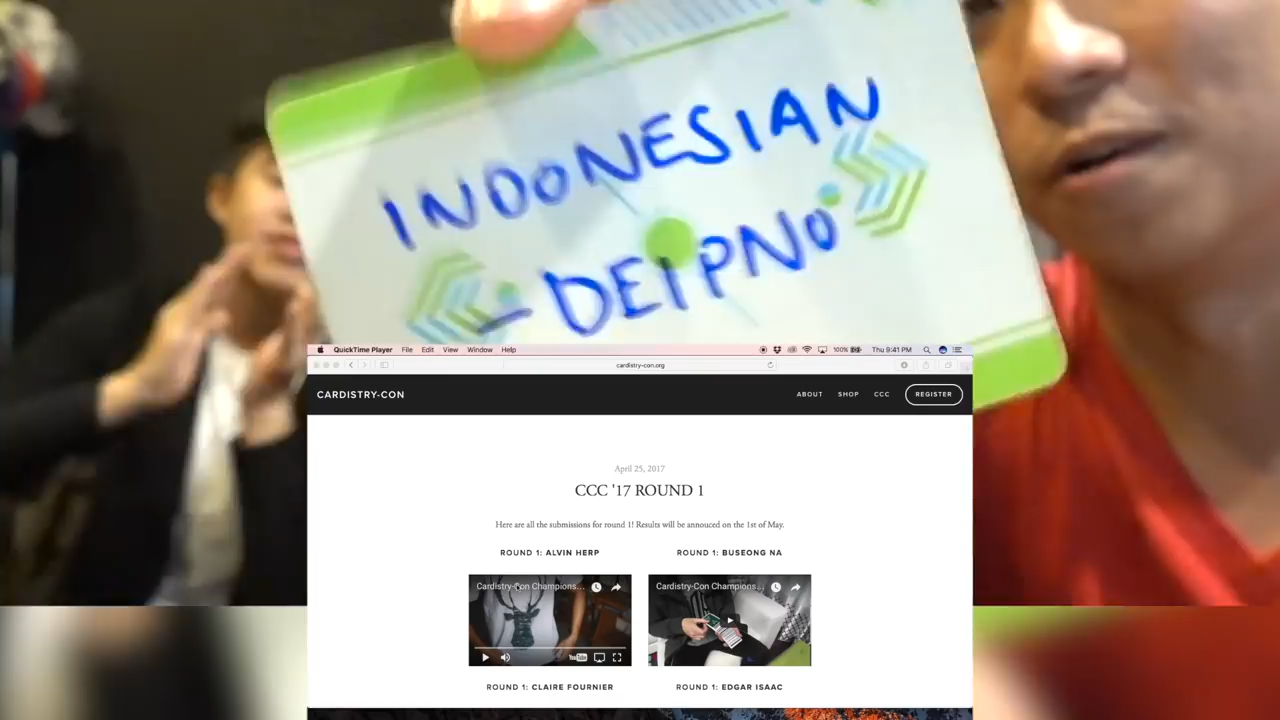 INDONESIAN
- DEIPNO
QuickTime Player File Edit View Window Help
100% Thu 9:41 PM
cardistry-con.org
CARDISTRY-CON
ABOUT SHOP CCC REGISTER
April 25, 2017
CCC '17 ROUND 1
Here are all the submissions for round 1! Results will be annouced on the 1st of May.
ROUND 1: ALVIN HERP ROUND 1: BUSEONG NA
Cardistry-Con Champions... Cardistry-Con Champions...
YouTube
ROUND 1: CLAIRE FOURNIER ROUND 1: EDGAR ISAAC